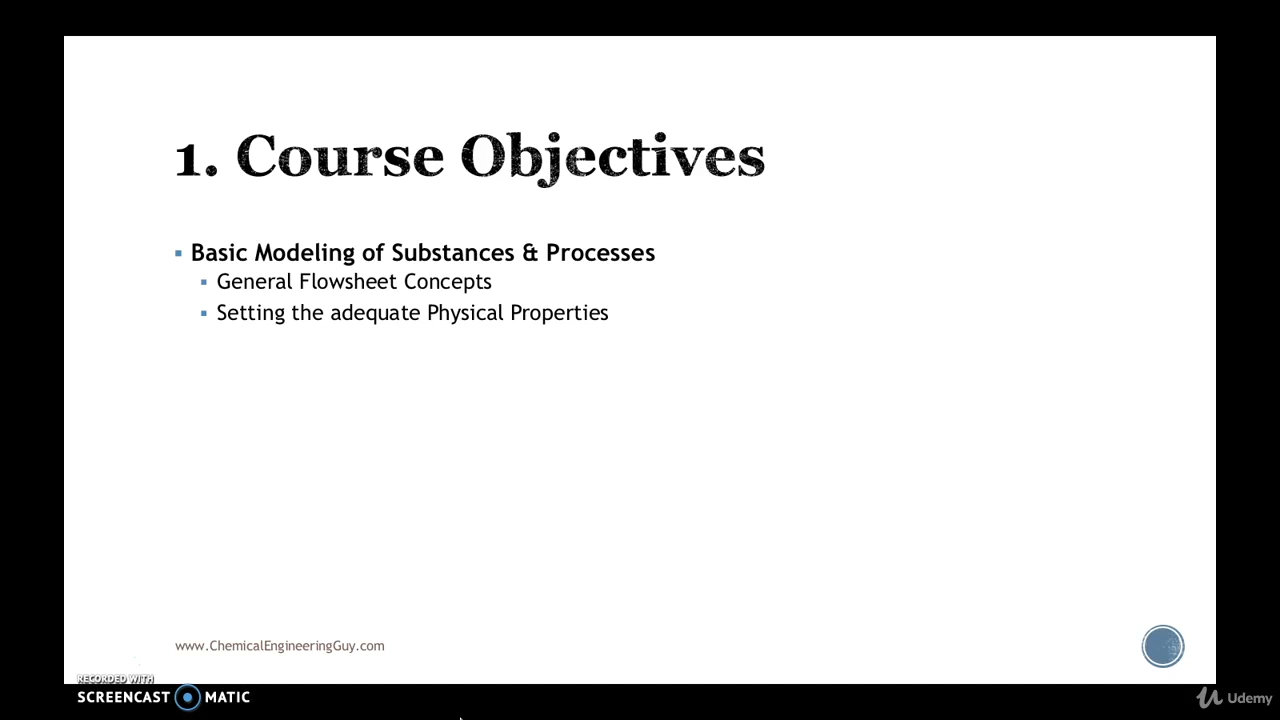 1. Course Objectives
Basic Modeling of Substances & Processes
General Flowsheet Concepts
Setting the adequate Physical Properties
www.ChemicalEngineeringGuy.com
RECORDED WITH
SCREENCAST MATIC
Udemy